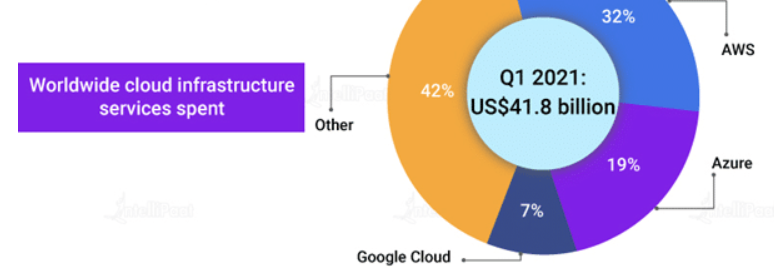 32%
AWS
Worldwide cloud infrastructure
services spent
Q1 2021:
US$41.8 billion
42%
Other
19%
Azure
7%
Google Cloud